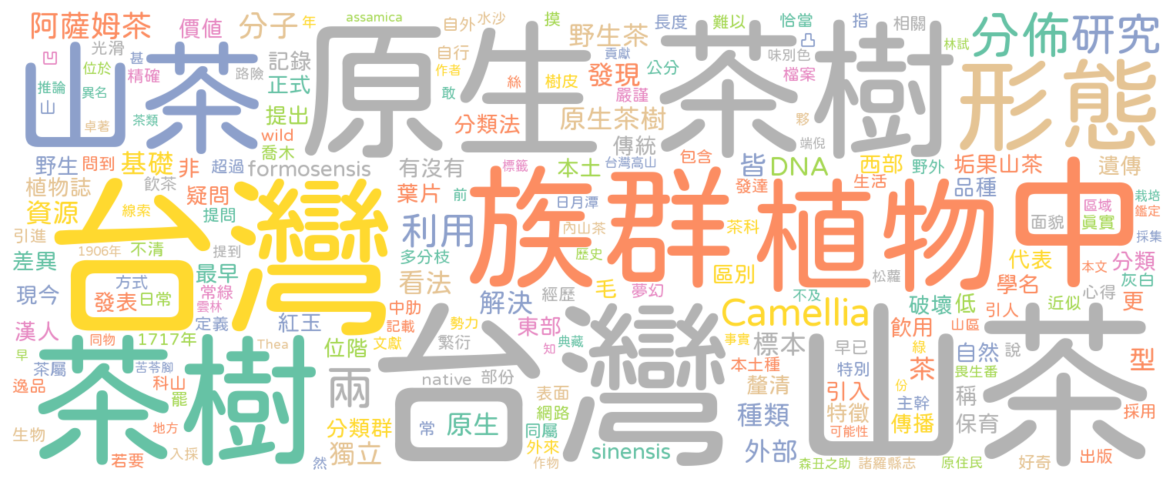 阿薩姆茶
價值
分子
年
assamica
自外
水沙
摸
長度
難以
恰當
指
相關
凹
光滑
位於
甚
精確
路險
記錄
正式
自行
作者
野生茶
貢獻
凸
味別色
林試
分佈
研究
山茶
原生茶樹
形態
推論
異名
山
卓著
茶類
提出
wild
喬木
敢
絲
樹皮
發現
公分
嚴謹
檔案
分類法
原生茶樹
夥
端倪
傳統
野生
問到
基礎
非
超過
formosensis
有沒有
標籤
台灣高山
本土
包含
皆
DNA
西部
野外
垢果山茶
遺傳
植物誌
飲茶
疑問
葉片
前
日月潭
發達
生活
品種
栽培
資源
線索
提問
利用
族群
植物
中
區域
鑑定
面貌
真實
台灣
引進
1906年
不清
提到
多分枝
內山茶
茶科
採集
差異
方式
最早
看法
歷史
區別
松蘿
代表
本文
分類
現今
發表
日常
常綠
雲林
中肋
經歷
毛
夢幻
不及
破壞
低
學名
灰白
心得
解決
Camellia
引人
近似
更
漢人
1717年
定義
紅玉
記載
勢力
東部
典藏
事實
標本
早已
飲用
山區
早
同物
Thea
位階
文獻
繁衍
知
本土種
特別
綠
自然
說
茶樹
台灣
山茶
茶屬
苦苓腳
兩
native
部份
釐清
茶
畏生番
型
逸品
科山
罷
表面
引入
份
稱
網路
種類
特徵
主幹
採用
生物
地方
分類群
常
原生
同屬
傳播
可能性
保育
若要
入採
然
獨立
sinensis
外來
作物
外部
森丑之助
諸羅縣志
原住民
好奇
出版